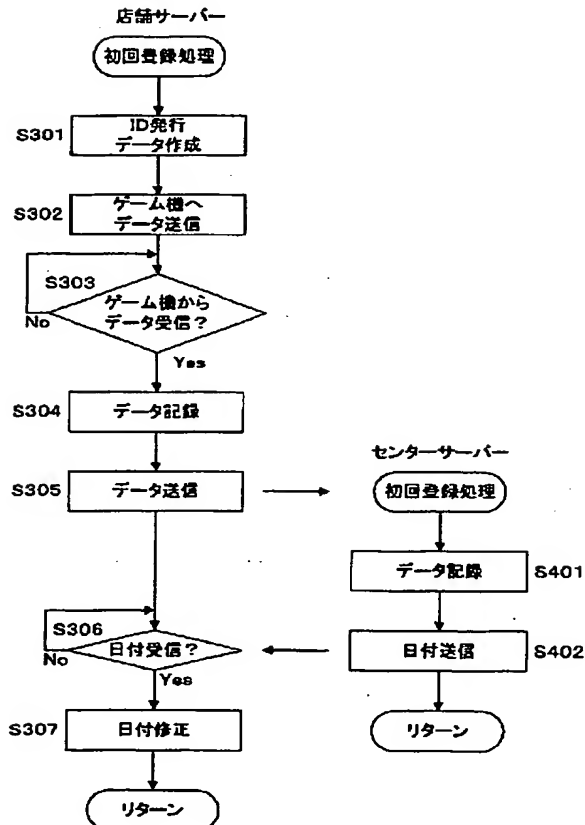 店舗サーバー
初回登録処理
S301
ID発行
データ作成
S302
ゲーム機へ
データ送信
S303
ゲーム機から
データ受信?
No
Yes
S304
データ記録
S305
データ送信
センターサーバー
初回登録処理
データ記録
S401
S306
日付受信?
No
Yes
日付送信
S402
S307
日付修正
リターン
リターン